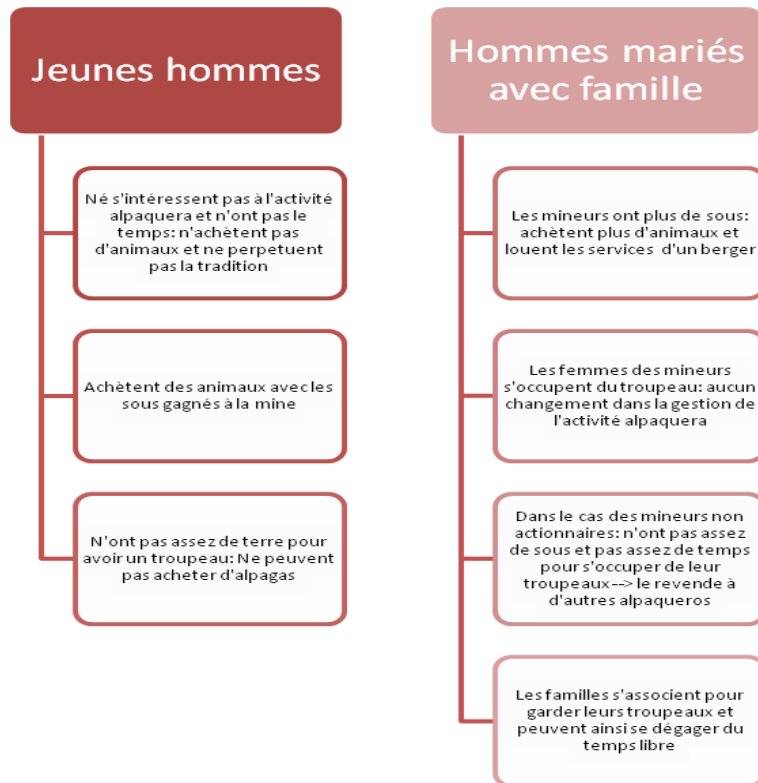 Jeunes hommes
Né s'intéressent pas à l'activité
alpaquera et n'ont pas le
temps: n'achètent pas
d'animaux et ne perpetuent
pas la tradition
Achètent des animaux avec les
sous gagnés à la mine
N'ont pas assez de terre pour
avoir un troupeau: Ne peuvent
pas acheter d'alpagas
Hommes mariés
avec famille
Les mineurs ont plus de sous:
achètent plus d'animaux et
louent les services d'un berger
Les femmes des mineurs
s'occupent du troupeau: aucun
changement dans la gestion de
l'activité alpaquera
Dans le cas des mineurs non
actionnaires: n'ont pas assez
de sous et pas assez de temps
pour s'occuper de leur
troupeaux--> le revende à
d'autres alpaqueros
Les familles s'associent pour
garder leurs troupeaux et
peuvent ainsi se dégager du
temps libre